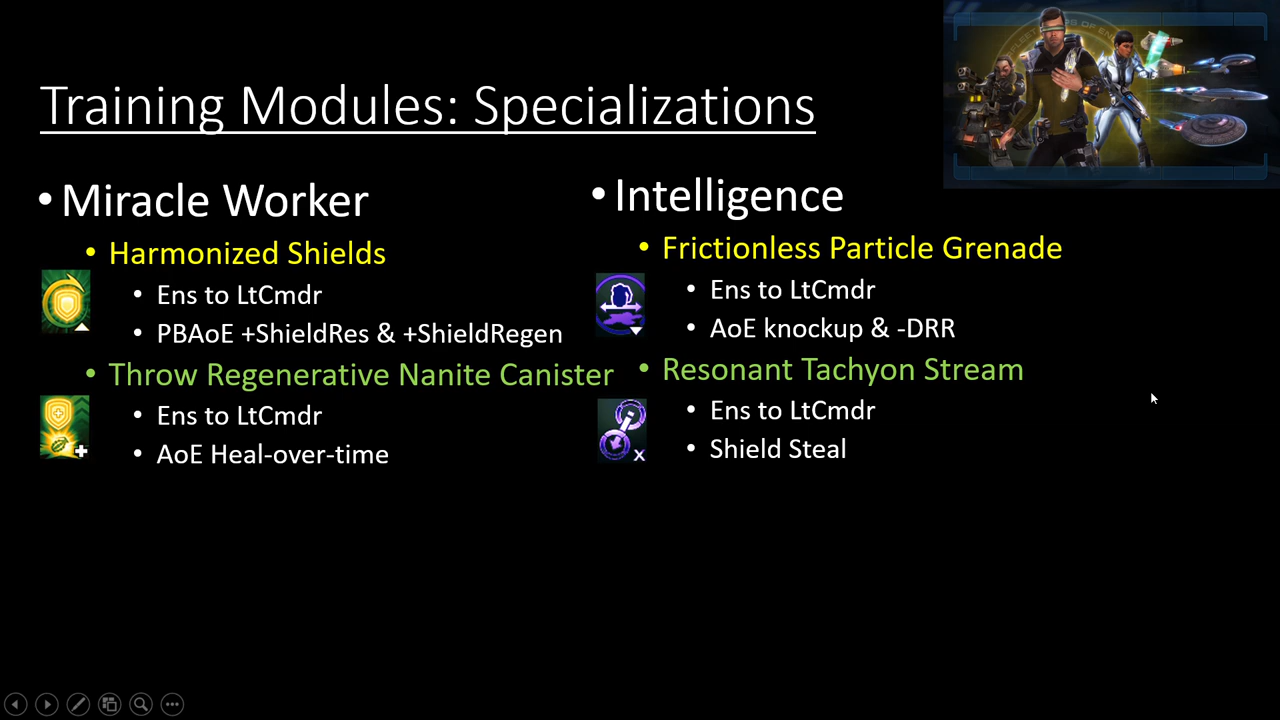 Training Modules: Specializations
• Miracle Worker
• Harmonized Shields
• Ens to LtCmdr
• PBAoE +ShieldRes & +ShieldRegen
• Throw Regenerative Nanite Canister
• Ens to LtCmdr
• AoE Heal-over-time
• Intelligence
• Frictionless Particle Grenade
• Ens to LtCmdr
• AoE knockup & -DRR
• Resonant Tachyon Stream
• Ens to LtCmdr
• Shield Steal